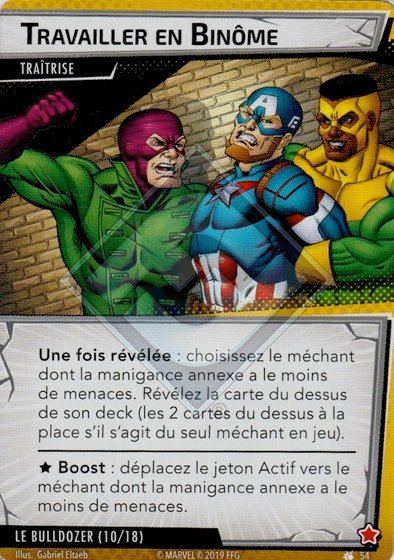 TRAVAILLER EN BINÔME
TRAÎTRISE
A
F
Une fois révélée : choisissez le méchant
dont la manigance annexe a le moins
de menaces. Révélez la carte du dessus
de son deck (les 2 cartes du dessus à la
place s'il s'agit du seul méchant en jeu).
★ Boost : déplacez le jeton Actif vers le
méchant dont la manigance annexe a le
moins de menaces.
LE BULLDOZER (10/18)
Illus. Gabriel Eltaeb
© MARVEL © 2019 FFG
54